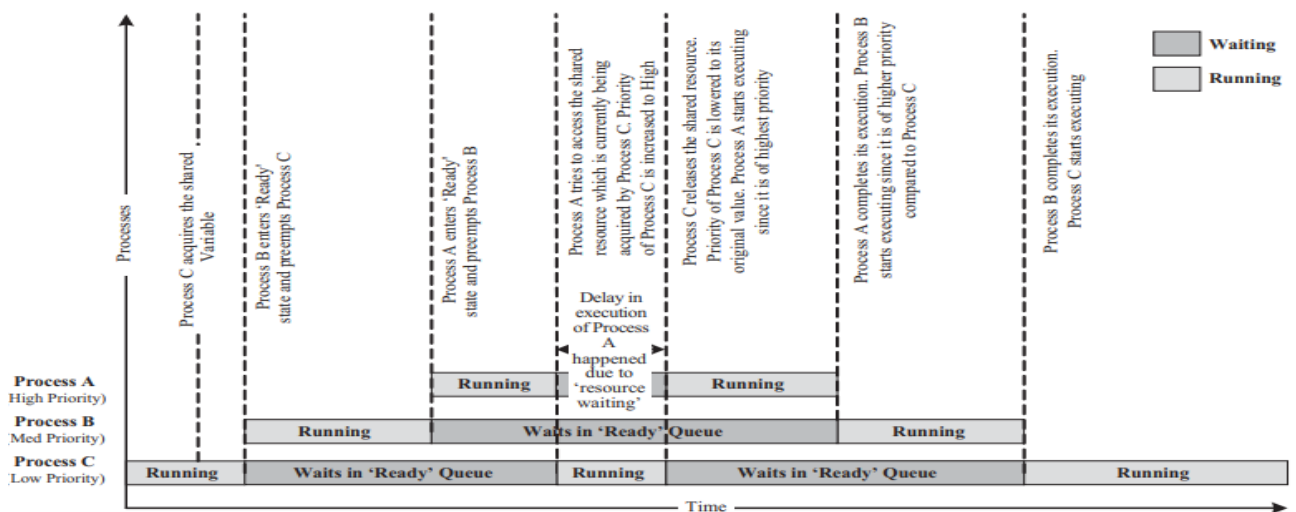 Processes
Process C acquires the shared
Variable
Process B enters ‘Ready’
state and preempts Process C
Process A enters ‘Ready’
state and preempts Process B
Process A tries to access the shared
resource which is currently being
acquired by Process C. Priority
of Process C is increased to High
Process C releases the shared resource.
Priority of Process C is lowered to its
original value. Process A starts executing
since it is of highest priority
Process A completes its execution. Process B
starts executing since it is of higher priority
compared to Process C
Process B completes its execution.
Process C starts executing
Waiting
Running
Delay in
execution
of Process
A
happened
due to
‘resource
waiting’
Process A
High Priority)
Running
Running
Process B
(Med Priority)
Running
Waits in ‘Ready’ Queue
Running
Process C
(Low Priority)
Running
Waits in ‘Ready’ Queue
Running
Waits in ‘Ready’ Queue
Running
Time